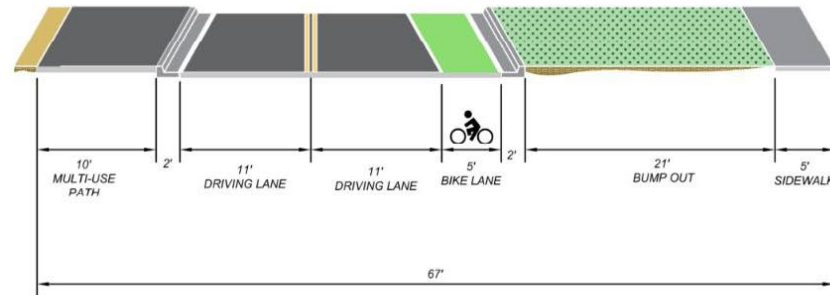 10'
MULTI-USE
PATH
2'
11'
DRIVING LANE
11'
DRIVING LANE
5'
BIKE LANE
2'
21'
BUMP OUT
5'
SIDEWALK
67'